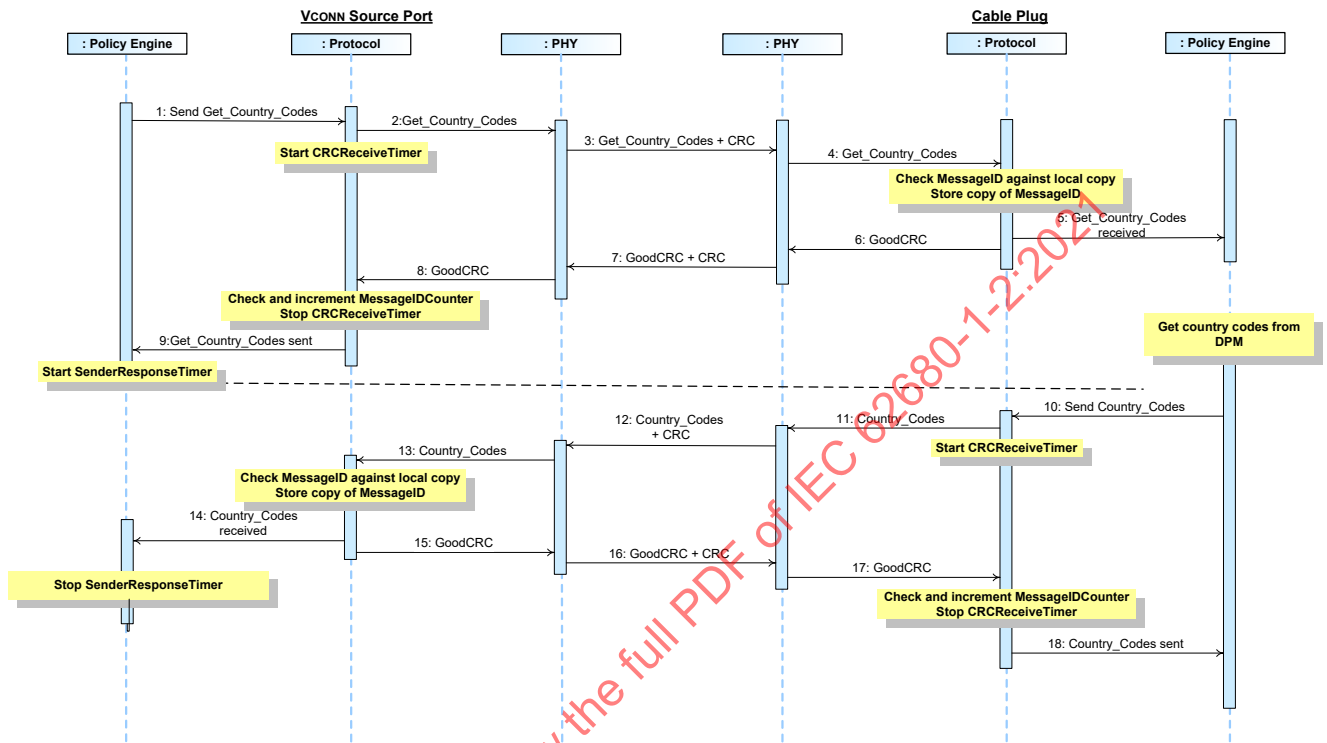 VCONN Source Port
Cable Plug
: Policy Engine
: Protocol
: PHY
: PHY
: Protocol
: Policy Engine
1: Send Get_Country_Codes
2:Get_Country_Codes
Start CRCReceiveTimer
3: Get_Country_Codes + CRC
4: Get_Country_Codes
Check MessageID against local copy
Store copy of MessageID
5: Get_Country_Codes
received
6: GoodCRC
7: GoodCRC + CRC
8: GoodCRC
Check and increment MessageIDCounter
Stop CRCReceiveTimer
9:Get_Country_Codes sent
Start SenderResponseTimer
Get country codes from
DPM
10: Send Country_Codes
11: Country_Codes
Start CRCReceiveTimer
12: Country_Codes
+ CRC
13: Country_Codes
Check MessageID against local copy
Store copy of MessageID
14: Country_Codes
received
15: GoodCRC
16: GoodCRC + CRC
17: GoodCRC
Stop SenderResponseTimer
Check and increment MessageIDCounter
Stop CRCReceiveTimer
18: Country_Codes sent
the full PDF of IEC 62680-1-2:2021